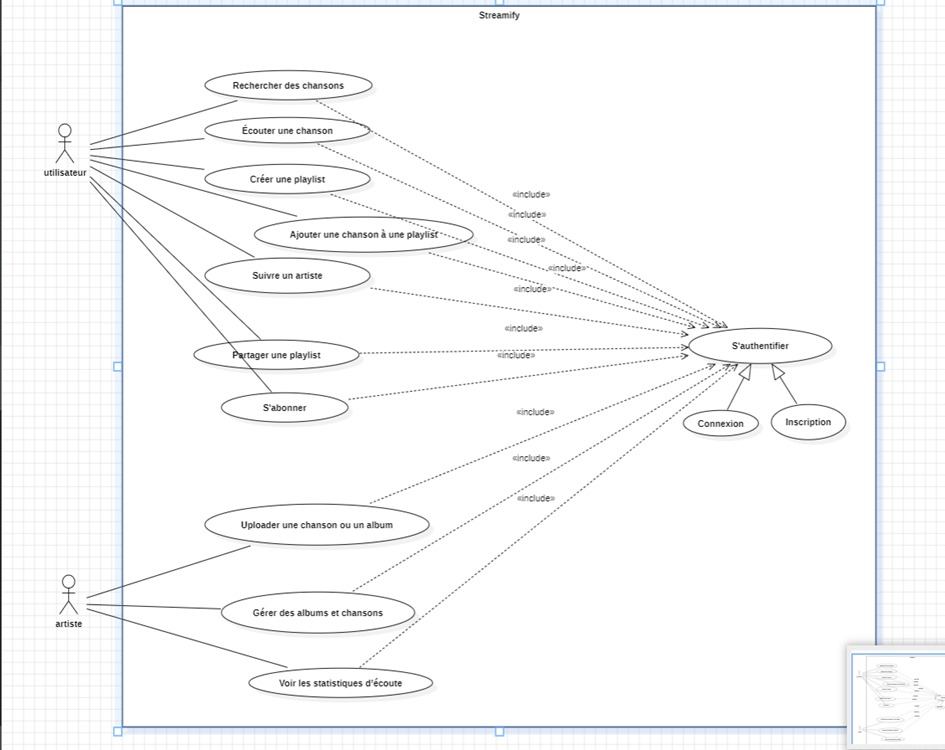 Streamify
Rechercher des chansons
Écouter une chanson
utilisateur
Créer une playlist
«include»
«include»
Ajouter une chanson à une playlist
«include»
«include»
Suivre un artiste
«include»
«include»
S'authentifier
Partager une playlist
«include»
S'abonner
«include»
Connexion
Inscription
«include»
«include»
Uploader une chanson ou un album
artiste
Gérer des albums et chansons
Voir les statistiques d'écoute